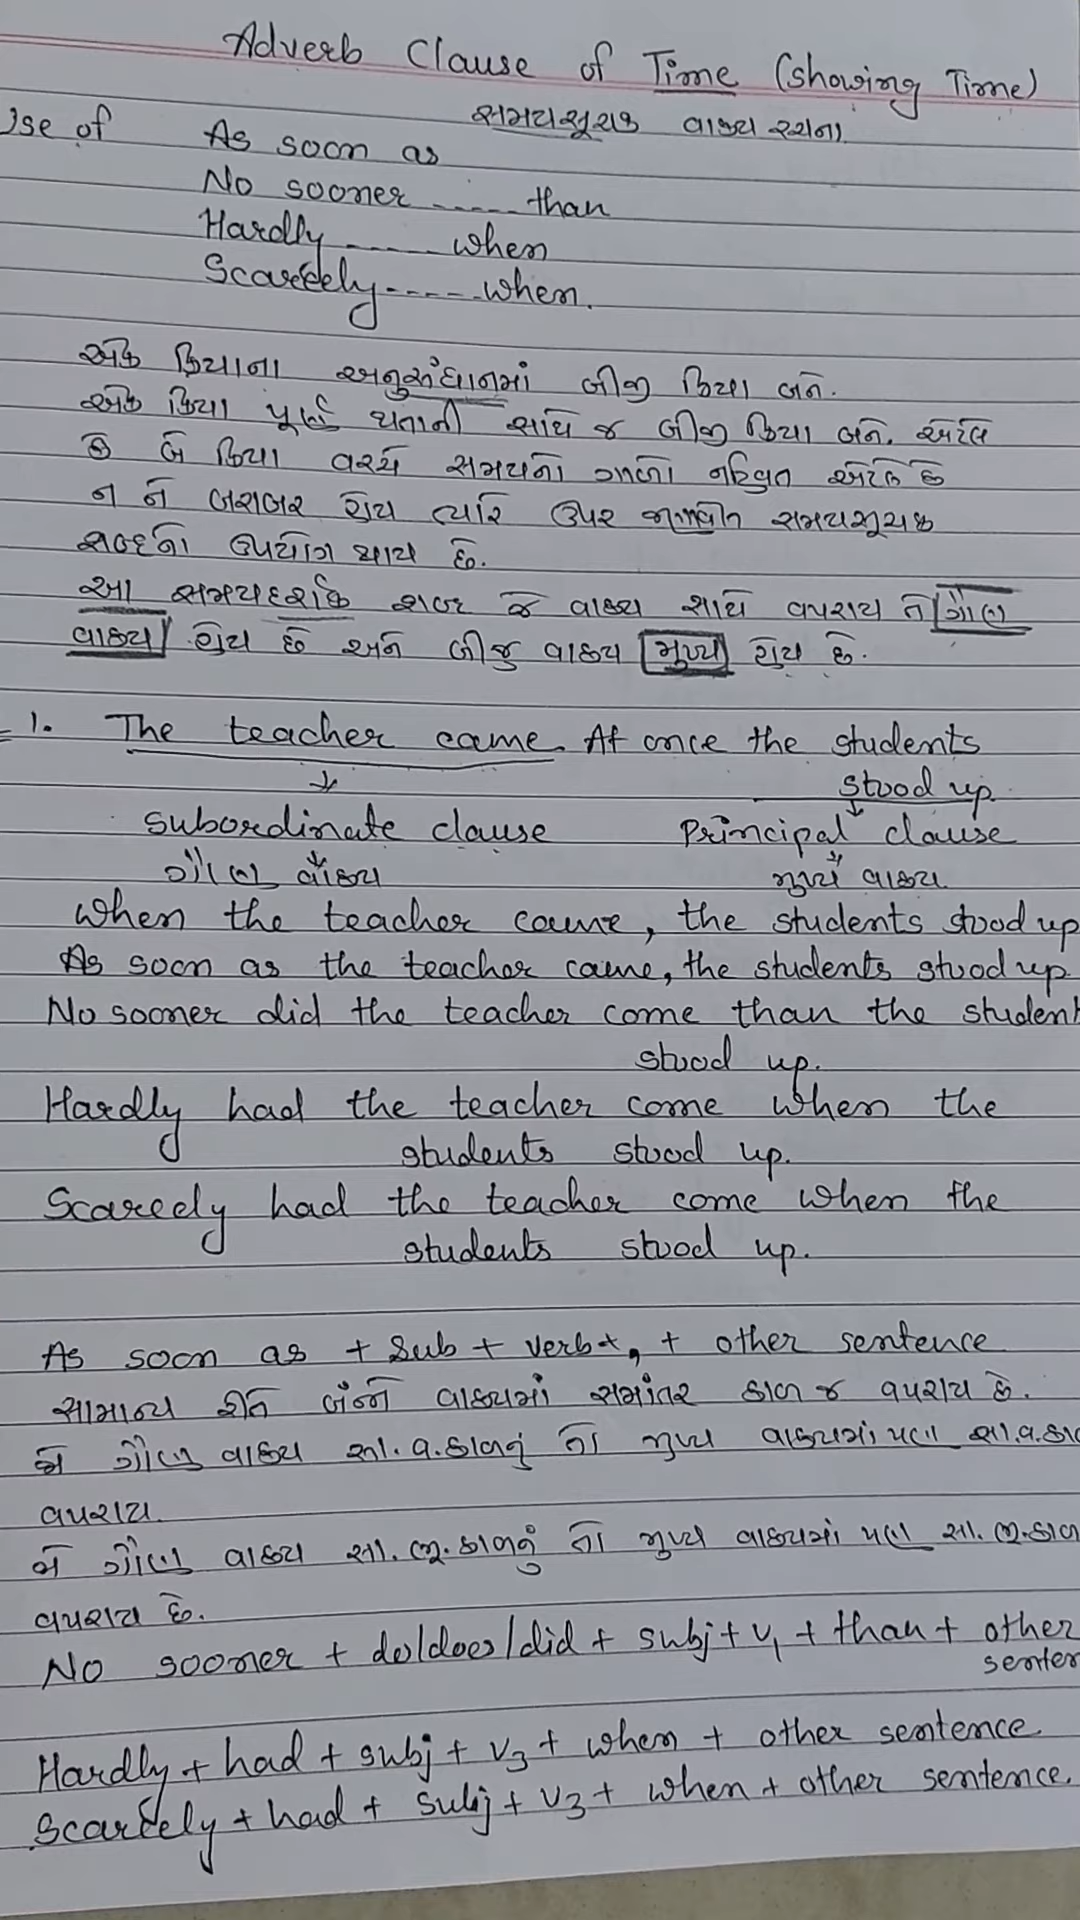 Adverb Clause of Time (showing Time)
સમયસૂચક વાક્ય રચના
Use of As soon as
No sooner ..... than
Hardly ..... when
Scarcely ..... when.
એક ક્રિયાના અનુસંધાનમાં બીજી ક્રિયા બને.
એક ક્રિયા પૂર્ણ થતાની સાથે જ બીજી ક્રિયા બને. એટલે
કે બે ક્રિયા વચ્ચે સમયનો ગાળો નહિવત એટલે કે
ન ને બરાબર હોય ત્યારે ઉપર મુજબને સમયસૂચક
શબ્દનો ઉપયોગ થાય છે.
આ સમયદર્શક શબ્દ જે વાક્ય સાથે વપરાય તે ગૌણ
વાક્ય હોય છે અને બીજુ વાક્ય મુખ્ય હોય છે.
1. The teacher came. At once the students
stood up.
subordinate clause principal clause
ગૌણ વાક્ય મુખ્ય વાક્ય
When the teacher came, the students stood up
As soon as the teacher came, the students stood up.
No sooner did the teacher come than the student
stood up.
Hardly had the teacher come when the
students stood up.
Scarcely had the teacher come when the
students stood up.
As soon as + Sub + verb+, + other sentence
સામાન્ય રીતે બંને વાક્યમાં સમાંતર કાળ જ વપરાય છે.
જો ગૌણ વાક્ય સા. વ. કાળનું તો મુખ્ય વાક્યમાં પણ સા. વ. કાળ
વપરાય.
જો ગૌણ વાક્ય સા. ભૂ. કાળનું તો મુખ્ય વાક્યમાં પણ સા. ભૂ. કાળ
વપરાય છે.
No sooner + do/does/did + subj + v1 + than + other
senten
Hardly + had + subj + v3 + when + other sentence.
Scarcely + had + subj + v3 + when + other sentence.